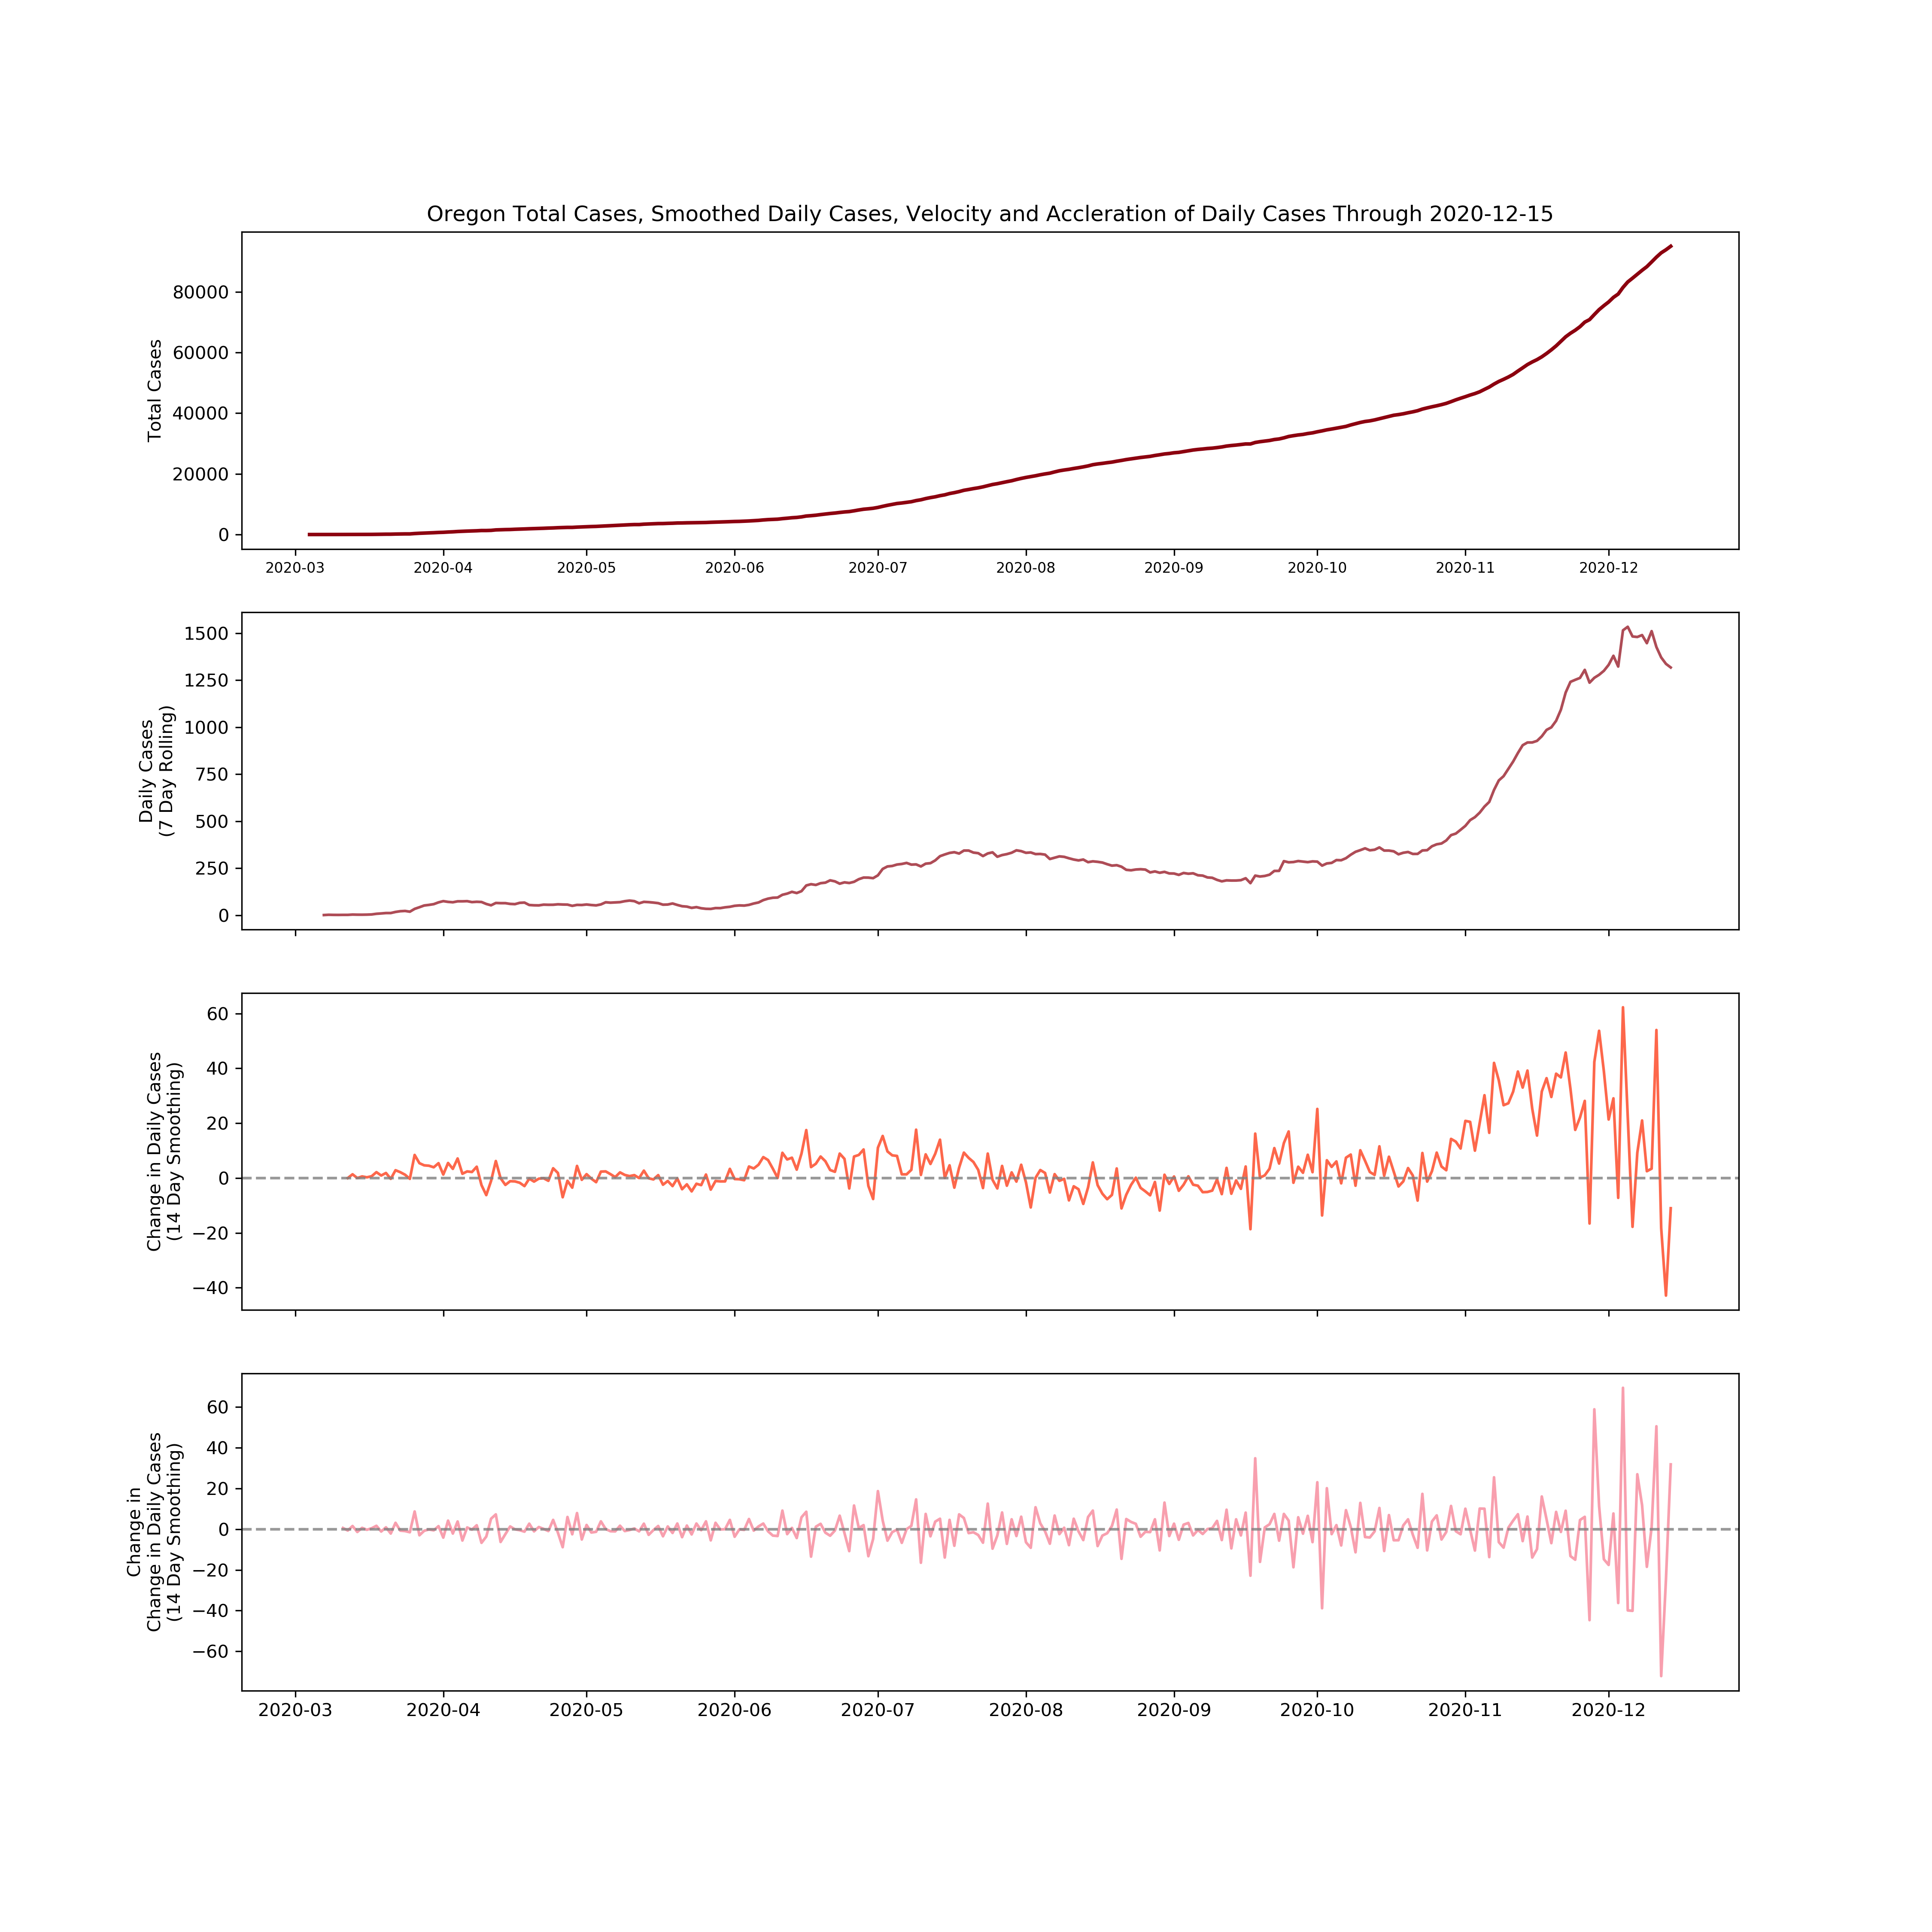 Oregon Total Cases, Smoothed Daily Cases, Velocity and Accleration of Daily Cases Through 2020-12-15
Total Cases
80000
60000
40000
20000
0
2020-03 2020-04 2020-05 2020-06 2020-07 2020-08 2020-09 2020-10 2020-11 2020-12
Daily Cases
(7 Day Rolling)
1500
1250
1000
750
500
250
0
Change in Daily Cases
(14 Day Smoothing)
60
40
20
0
−20
−40
Change in
Change in Daily Cases
(14 Day Smoothing)
60
40
20
0
−20
−40
−60
2020-03 2020-04 2020-05 2020-06 2020-07 2020-08 2020-09 2020-10 2020-11 2020-12